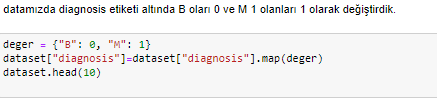 datamızda diagnosis etiketi altında B oları 0 ve M 1 olanları 1 olarak değiştirdik.
deger = {"B": 0, "M": 1}
dataset["diagnosis"]=dataset["diagnosis"].map(deger)
dataset.head(10)